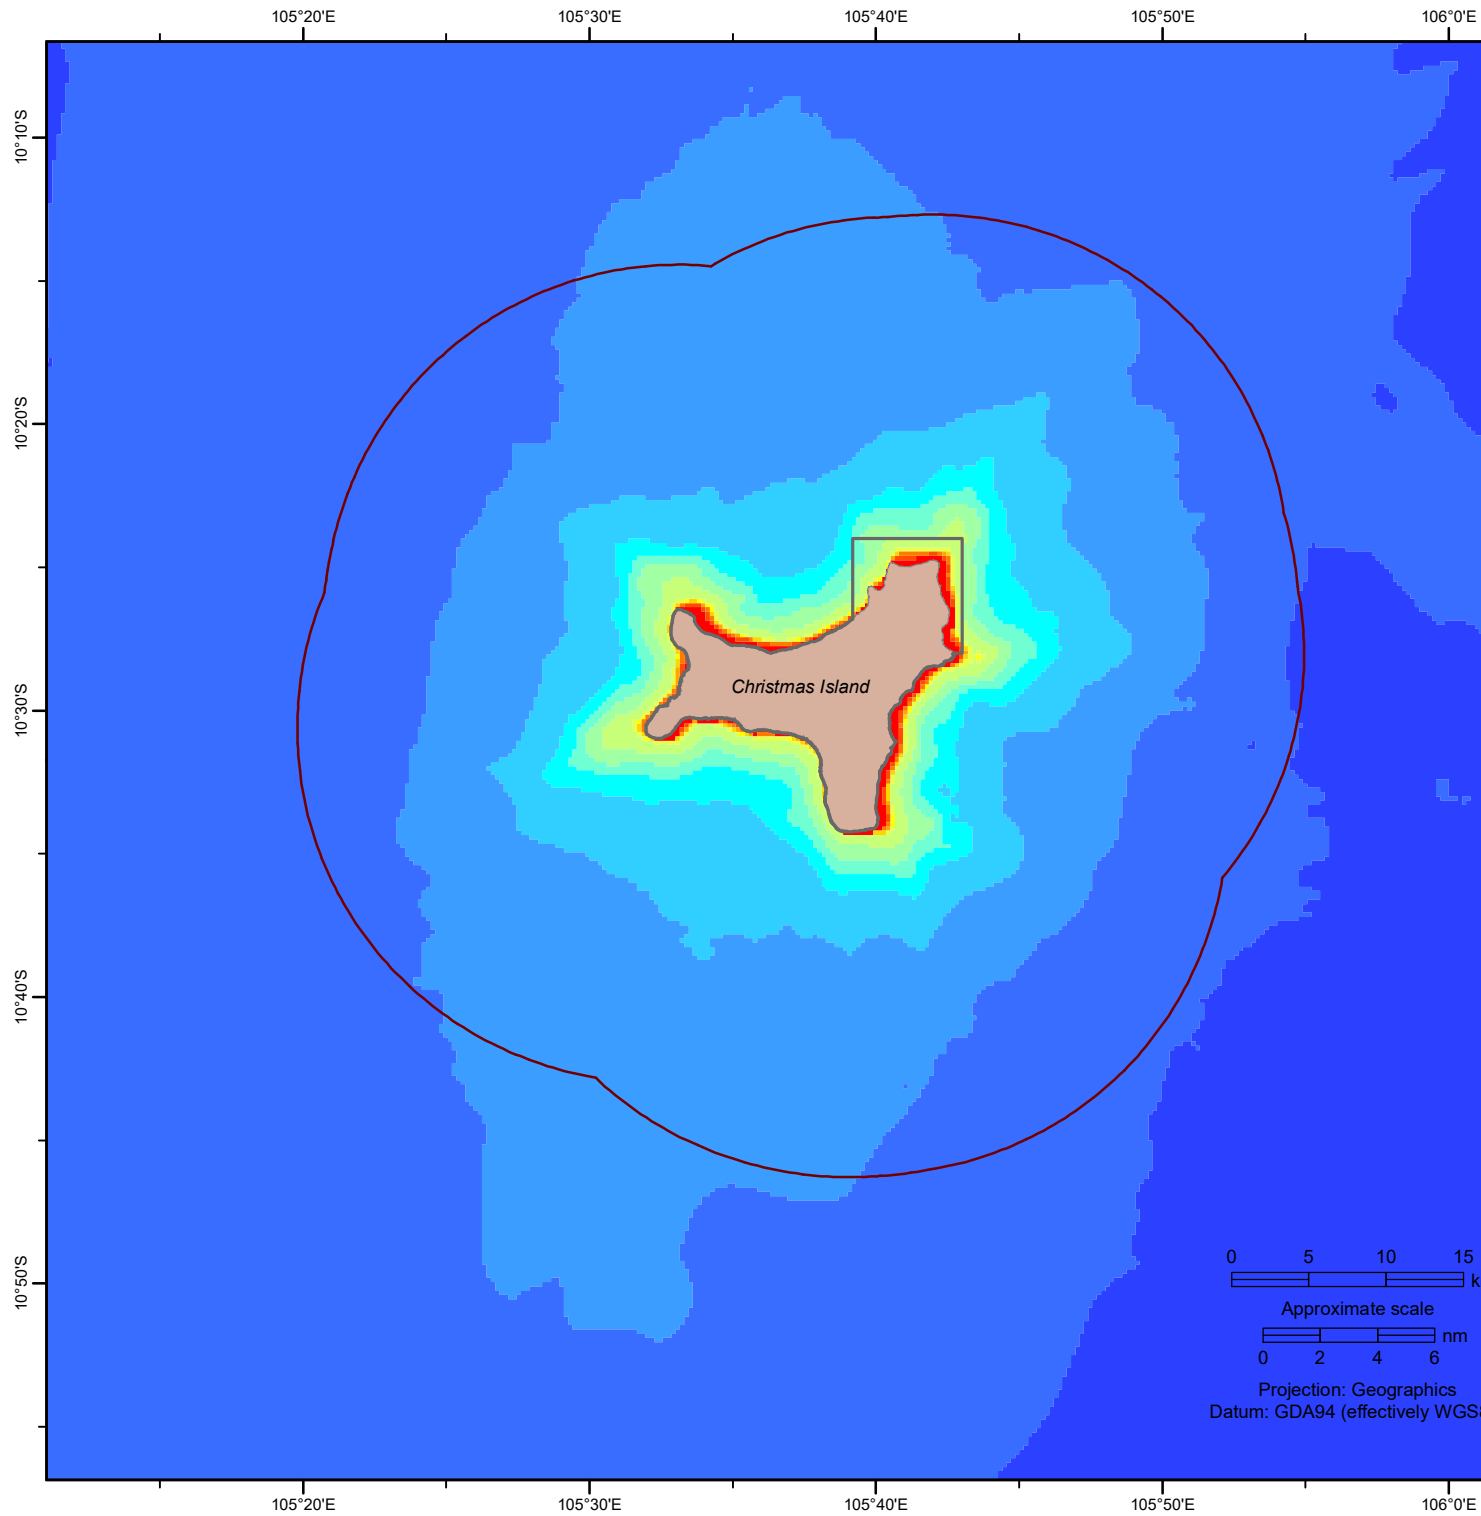 105°20'E 105°30'E 105°40'E 105°50'E 106°0'E
10°10'S
10°20'S
10°30'S
10°40'S
10°50'S
Christmas Island
0 5 10 15
k
Approximate scale
nm
0 2 4 6
Projection: Geographics
Datum: GDA94 (effectively WGS8
105°20'E 105°30'E 105°40'E 105°50'E 106°0'E